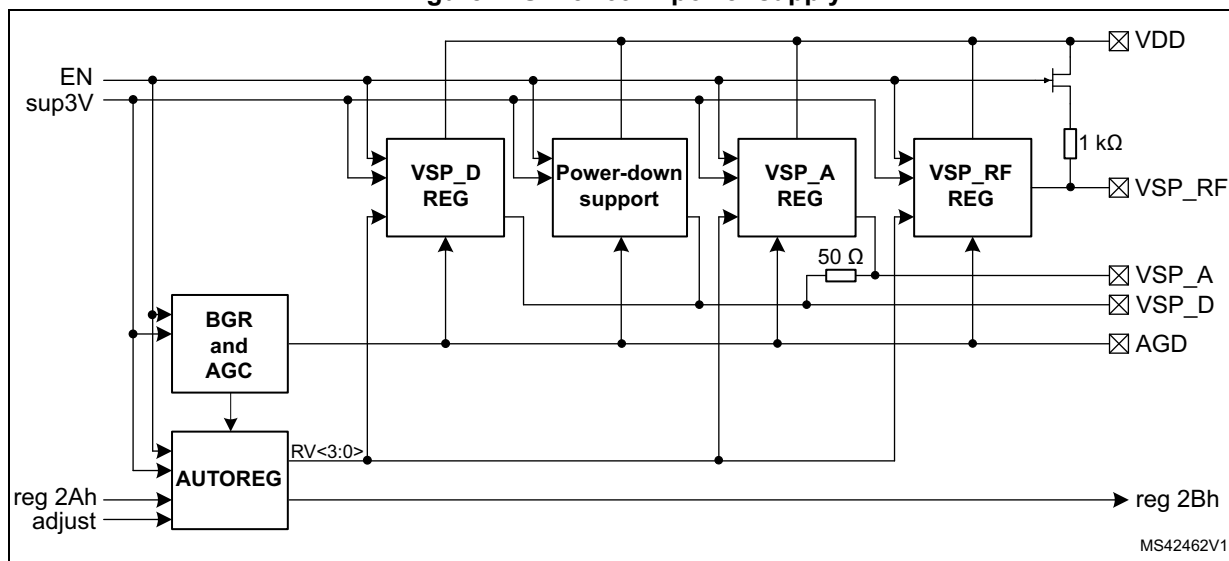 VDD
EN
sup3V
1 kΩ
VSP_D
REG
Power-down
support
VSP_A
REG
VSP_RF
REG
VSP_RF
50 Ω
VSP_A
VSP_D
BGR
and
AGC
AGD
RV<3:0>
AUTOREG
reg 2Ah
adjust
reg 2Bh
MS42462V1